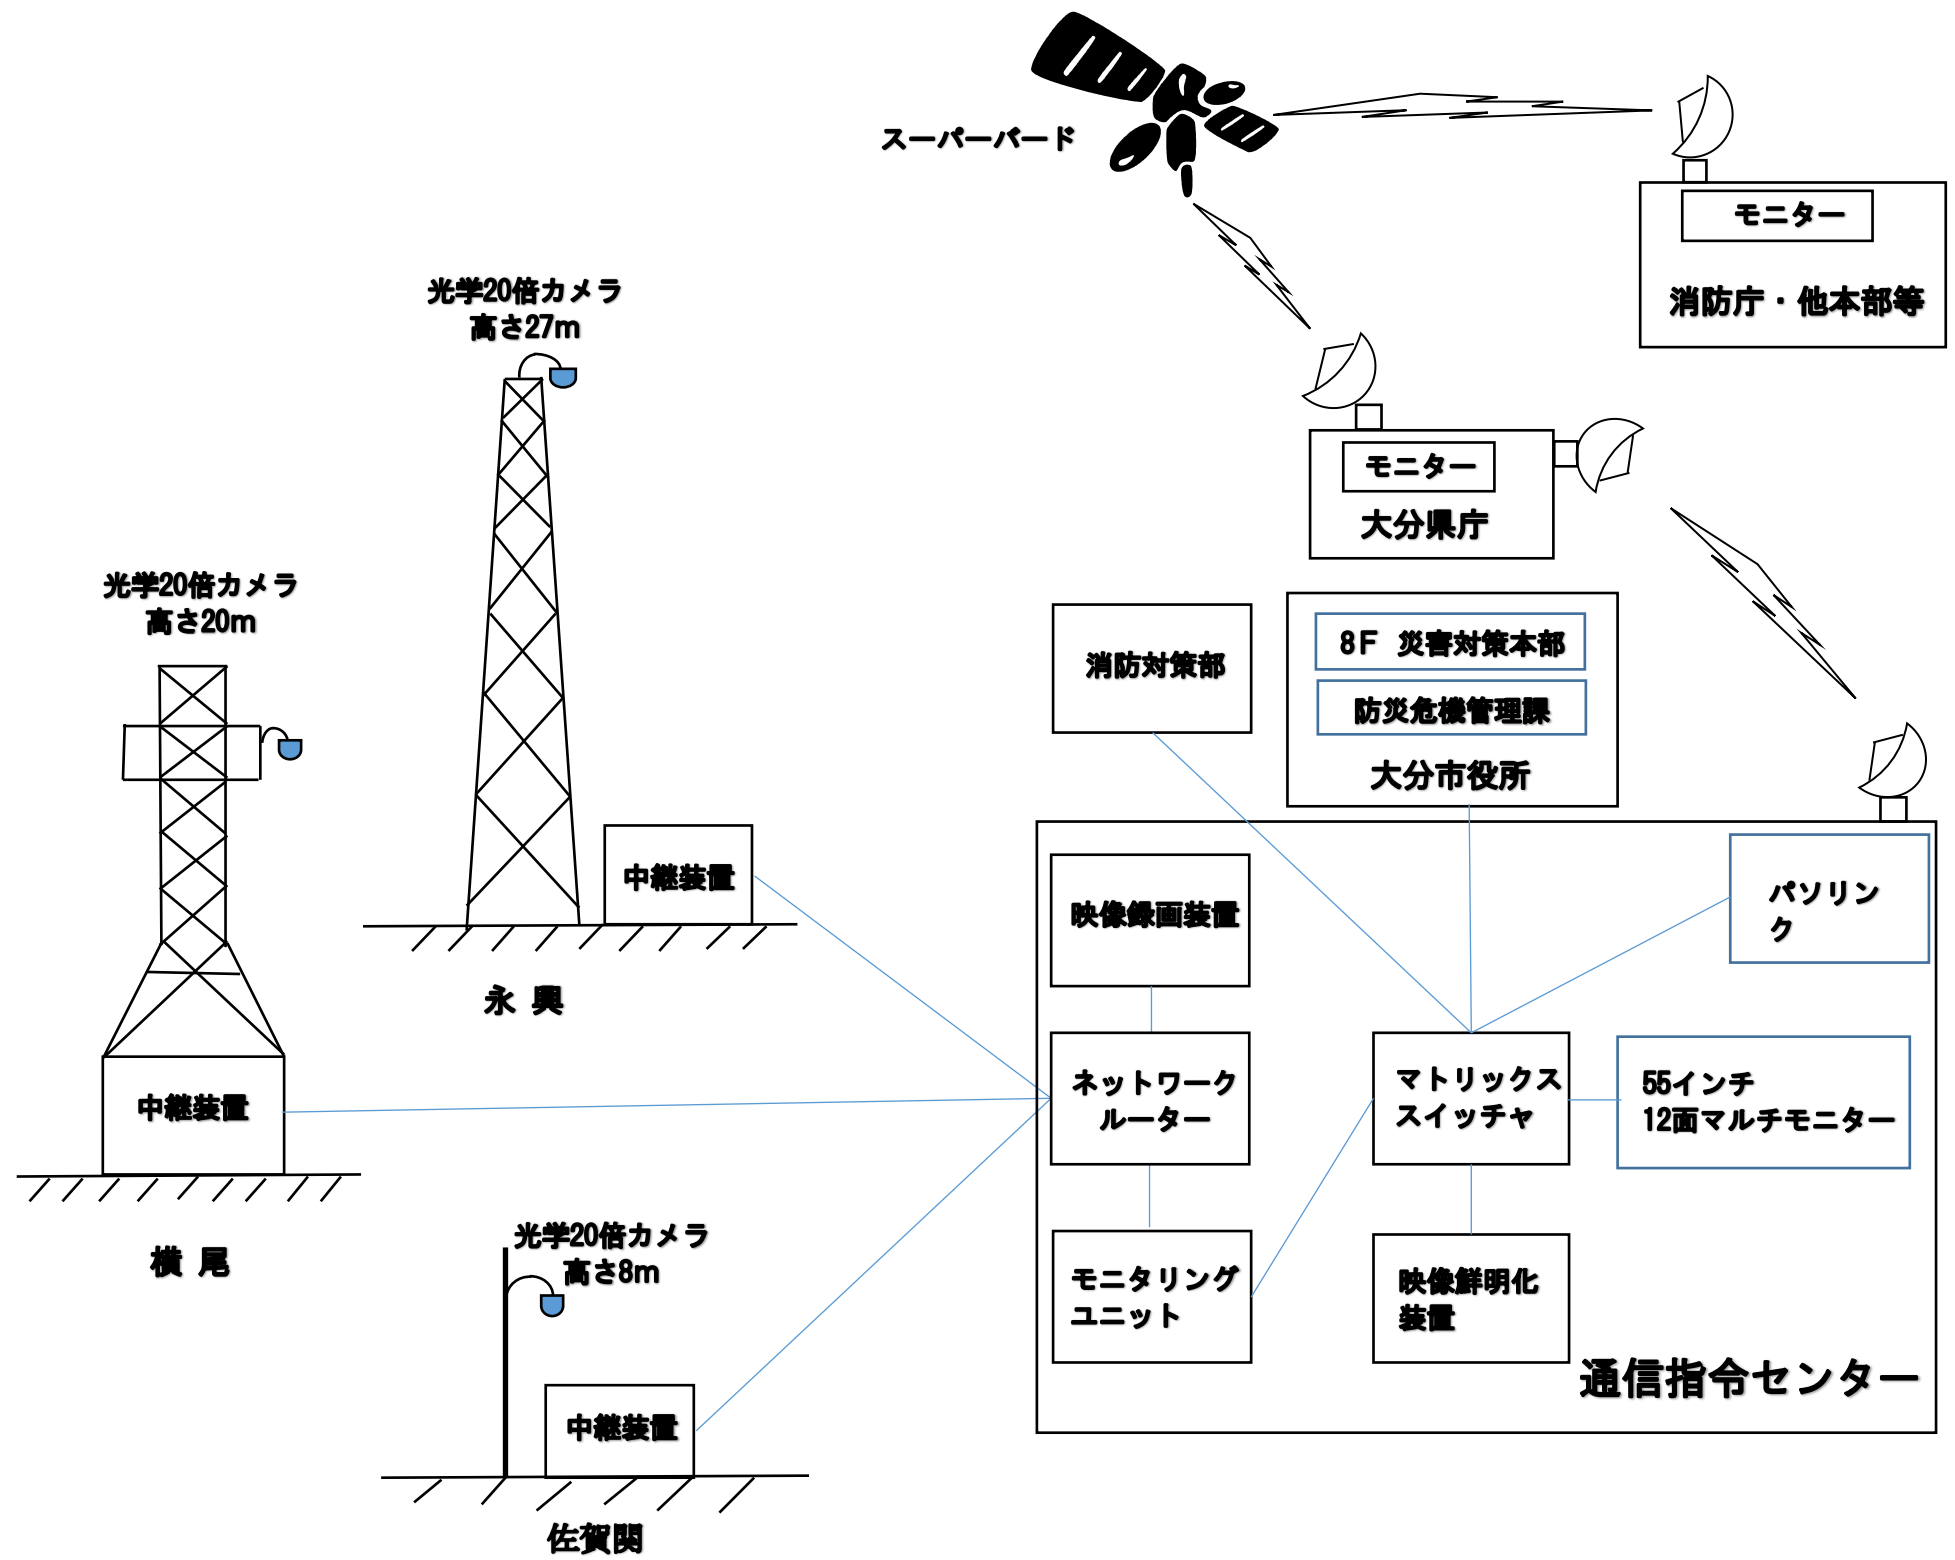 スーパーバード
モニター
消防庁・他本部等
光学20倍カメラ
高さ27m
モニター
大分県庁
光学20倍カメラ
高さ20m
消防対策部
8F 災害対策本部
防災危機管理課
大分市役所
中継装置
永 興
映像録画装置
パソリン
ク
中継装置
ネットワーク
ルーター
マトリックス
スイッチャ
55インチ
12面マルチモニター
横 尾
光学20倍カメラ
高さ8m
モニタリング
ユニット
映像鮮明化
装置
通信指令センター
中継装置
佐賀関